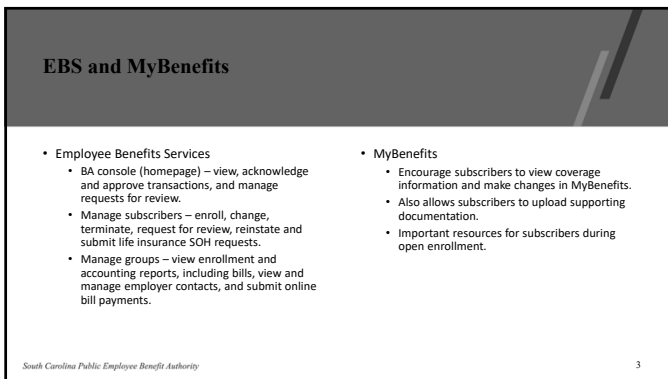 EBS and MyBenefits
• Employee Benefits Services
• BA console (homepage) – view, acknowledge
and approve transactions, and manage
requests for review.
• Manage subscribers – enroll, change,
terminate, request for review, reinstate and
submit life insurance SOH requests.
• Manage groups – view enrollment and
accounting reports, including bills, view and
manage employer contacts, and submit online
bill payments.
• MyBenefits
• Encourage subscribers to view coverage
information and make changes in MyBenefits.
• Also allows subscribers to upload supporting
documentation.
• Important resources for subscribers during
open enrollment.
South Carolina Public Employee Benefit Authority
3